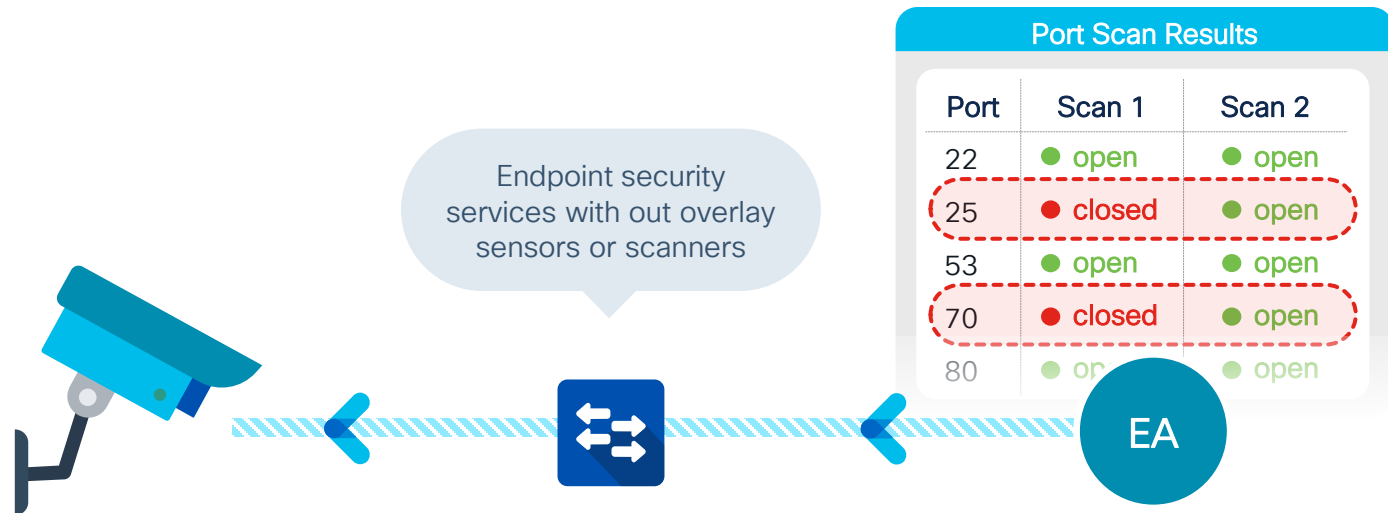 Port Scan Results
Port Scan 1 Scan 2
22 open open
Endpoint security
services with out overlay
sensors or scanners
25 closed open
53 open open
70 closed open
80 open
EA